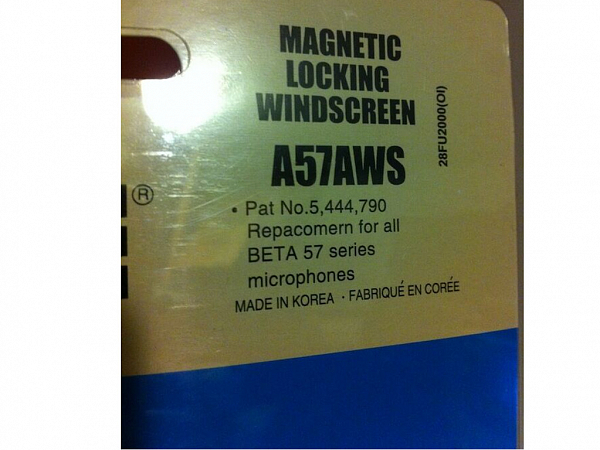 MAGNETIC
LOCKING
WINDSCREEN
28FU2000(OI)
A57AWS
®
• Pat No.5,444,790
Repacomern for all
BETA 57 series
microphones
MADE IN KOREA · FABRIQUÉ EN CORÉE